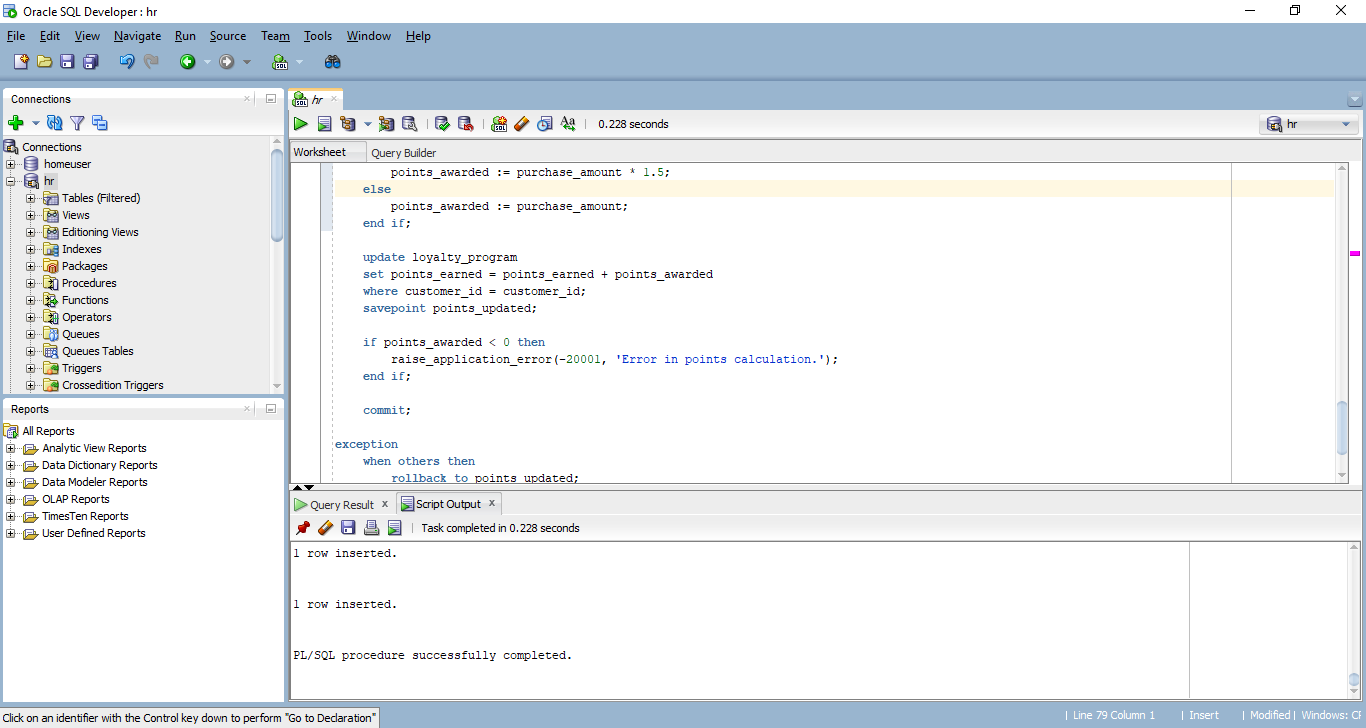 Oracle SQL Developer : hr
File Edit View Navigate Run Source Team Tools Window Help
Connections
Connections
homeuser
hr
Tables (Filtered)
Views
Editioning Views
Indexes
Packages
Procedures
Functions
Operators
Queues
Queues Tables
Triggers
Crossedition Triggers
Reports
All Reports
Analytic View Reports
Data Dictionary Reports
Data Modeler Reports
OLAP Reports
TimesTen Reports
User Defined Reports
hr
0.228 seconds
hr
Worksheet Query Builder
points_awarded := purchase_amount * 1.5;
else
points_awarded := purchase_amount;
end if;
update loyalty_program
set points_earned = points_earned + points_awarded
where customer_id = customer_id;
savepoint points_updated;
if points_awarded < 0 then
raise_application_error(-20001, 'Error in points calculation.');
end if;
commit;
exception
when others then
rollback to points_updated;
Query Result x Script Output x
Task completed in 0.228 seconds
1 row inserted.
1 row inserted.
PL/SQL procedure successfully completed.
Click on an identifier with the Control key down to perform "Go to Declaration"
| Line 79 Column 1 | Insert | Modified | Windows: